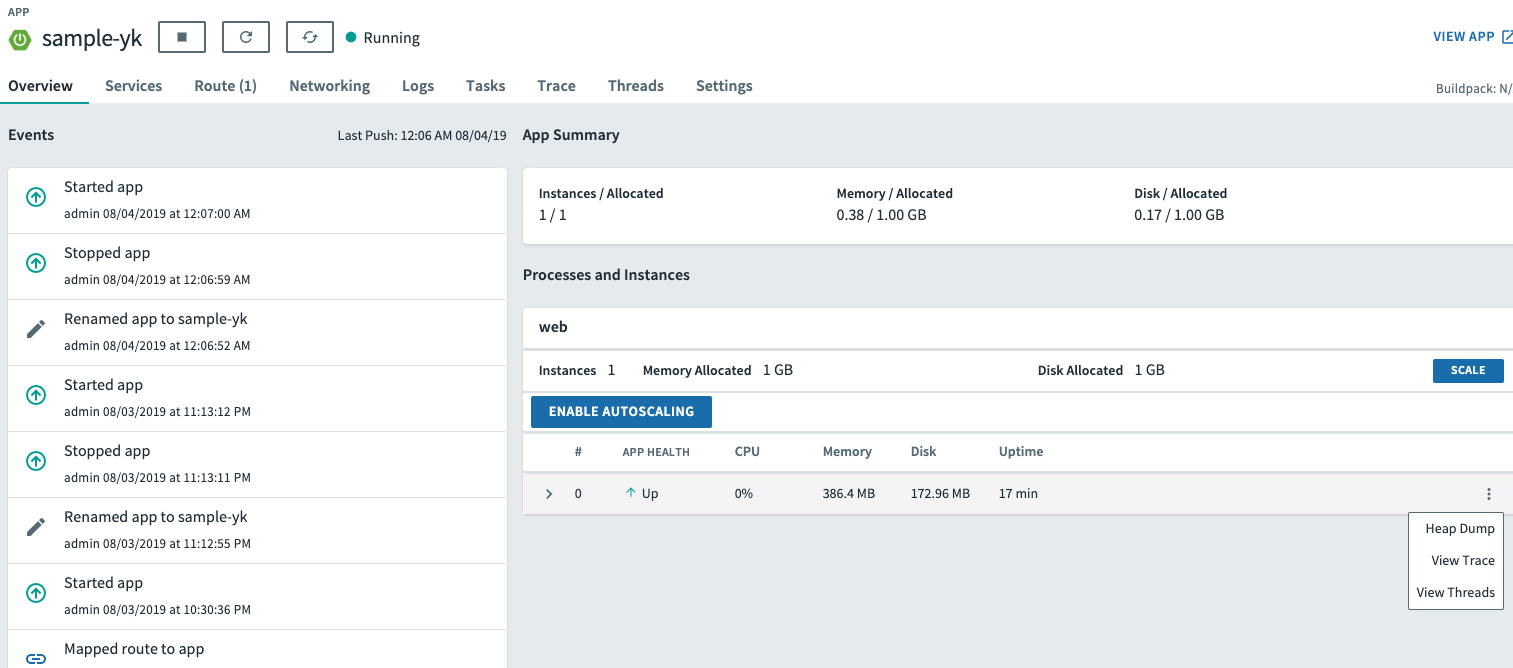 APP
sample-yk
Running
VIEW APP
Overview Services Route (1) Networking Logs Tasks Trace Threads Settings
Buildpack: N/
Events
Last Push: 12:06 AM 08/04/19
Started app
admin 08/04/2019 at 12:07:00 AM
Stopped app
admin 08/04/2019 at 12:06:59 AM
Renamed app to sample-yk
admin 08/04/2019 at 12:06:52 AM
Started app
admin 08/03/2019 at 11:13:12 PM
Stopped app
admin 08/03/2019 at 11:13:11 PM
Renamed app to sample-yk
admin 08/03/2019 at 11:12:55 PM
Started app
admin 08/03/2019 at 10:30:36 PM
Mapped route to app
App Summary
Instances / Allocated Memory / Allocated Disk / Allocated
1 / 1 0.38 / 1.00 GB 0.17 / 1.00 GB
Processes and Instances
web
Instances 1 Memory Allocated 1 GB Disk Allocated 1 GB SCALE
ENABLE AUTOSCALING
# APP HEALTH CPU Memory Disk Uptime
0 Up 0% 386.4 MB 172.96 MB 17 min
Heap Dump
View Trace
View Threads